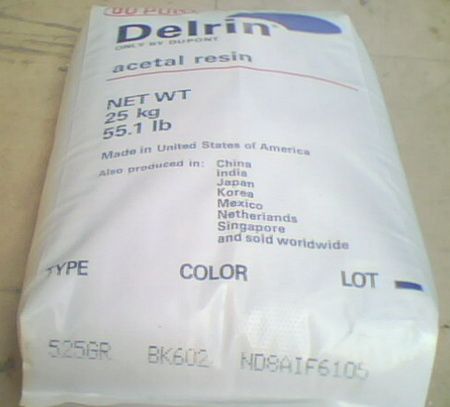 DU PONT
Delrin®
ONLY BY DUPONT
acetal resin
NET WT
25 kg
55.1 lb
Made in United States of America
Also produced in: China
India
Japan
Korea
Mexico
Netherlands
Singapore
and sold worldwide
TYPE COLOR LOT
525GR BK602 ND8AIF6105